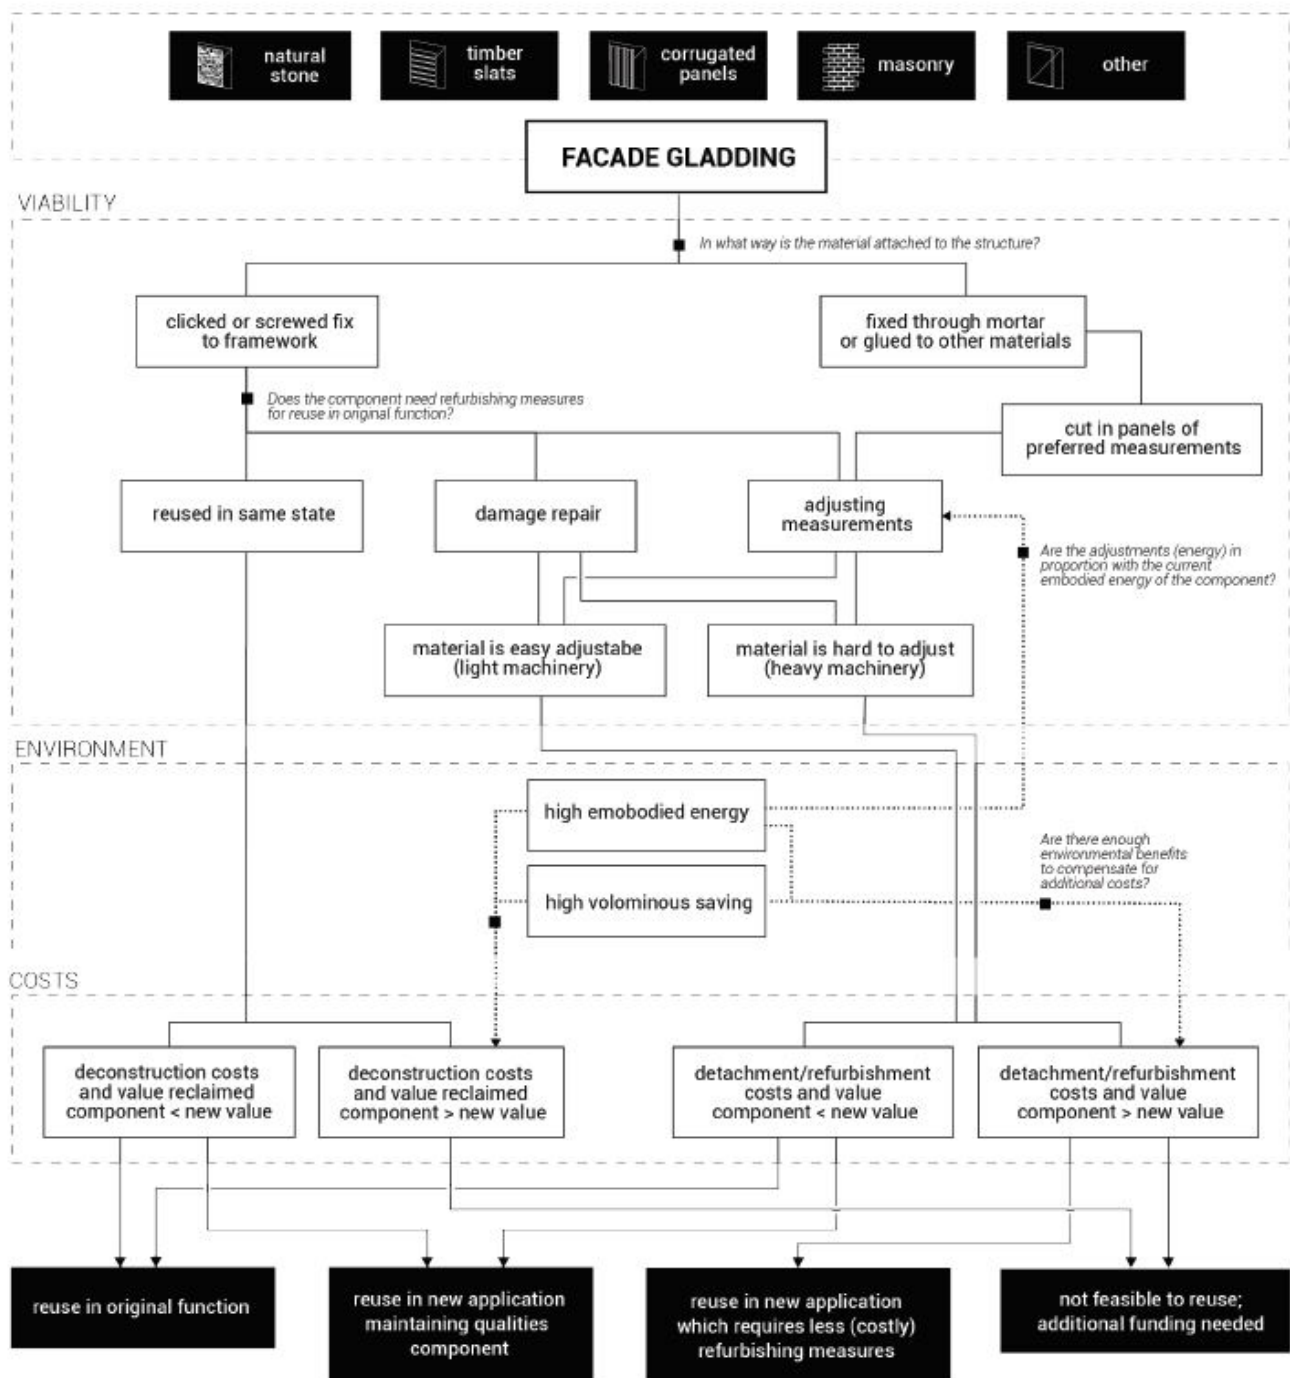 natural
stone
timber
slats
corrugated
panels
masonry
other
FACADE GLADDING
VIABILITY
In what way is the material attached to the structure?
clicked or screwed fix
to framework
fixed through mortar
or glued to other materials
Does the component need refurbishing measures
for reuse in original function?
cut in panels of
preferred measurements
reused in same state
damage repair
adjusting
measurements
Are the adjustments (energy) in
proportion with the current
embodied energy of the component?
material is easy adjustabe
(light machinery)
material is hard to adjust
(heavy machinery)
ENVIRONMENT
high emobodied energy
Are there enough
environmental benefits
to compensate for
additional costs?
high volominous saving
COSTS
deconstruction costs
and value reclaimed
component < new value
deconstruction costs
and value reclaimed
component > new value
detachment/refurbishment
costs and value
component < new value
detachment/refurbishment
costs and value
component > new value
reuse in original function
reuse in new application
maintaining qualities
component
reuse in new application
which requires less (costly)
refurbishing measures
not feasible to reuse;
additional funding needed